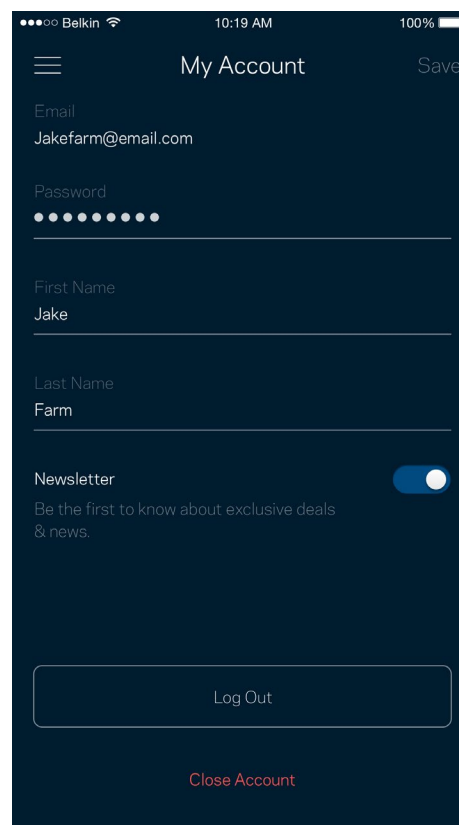 Belkin 10:19 AM 100%
My Account Save
Email
Jakefarm@email.com
Password
First Name
Jake
Last Name
Farm
Newsletter
Be the first to know about exclusive deals
& news.
Log Out
Close Account